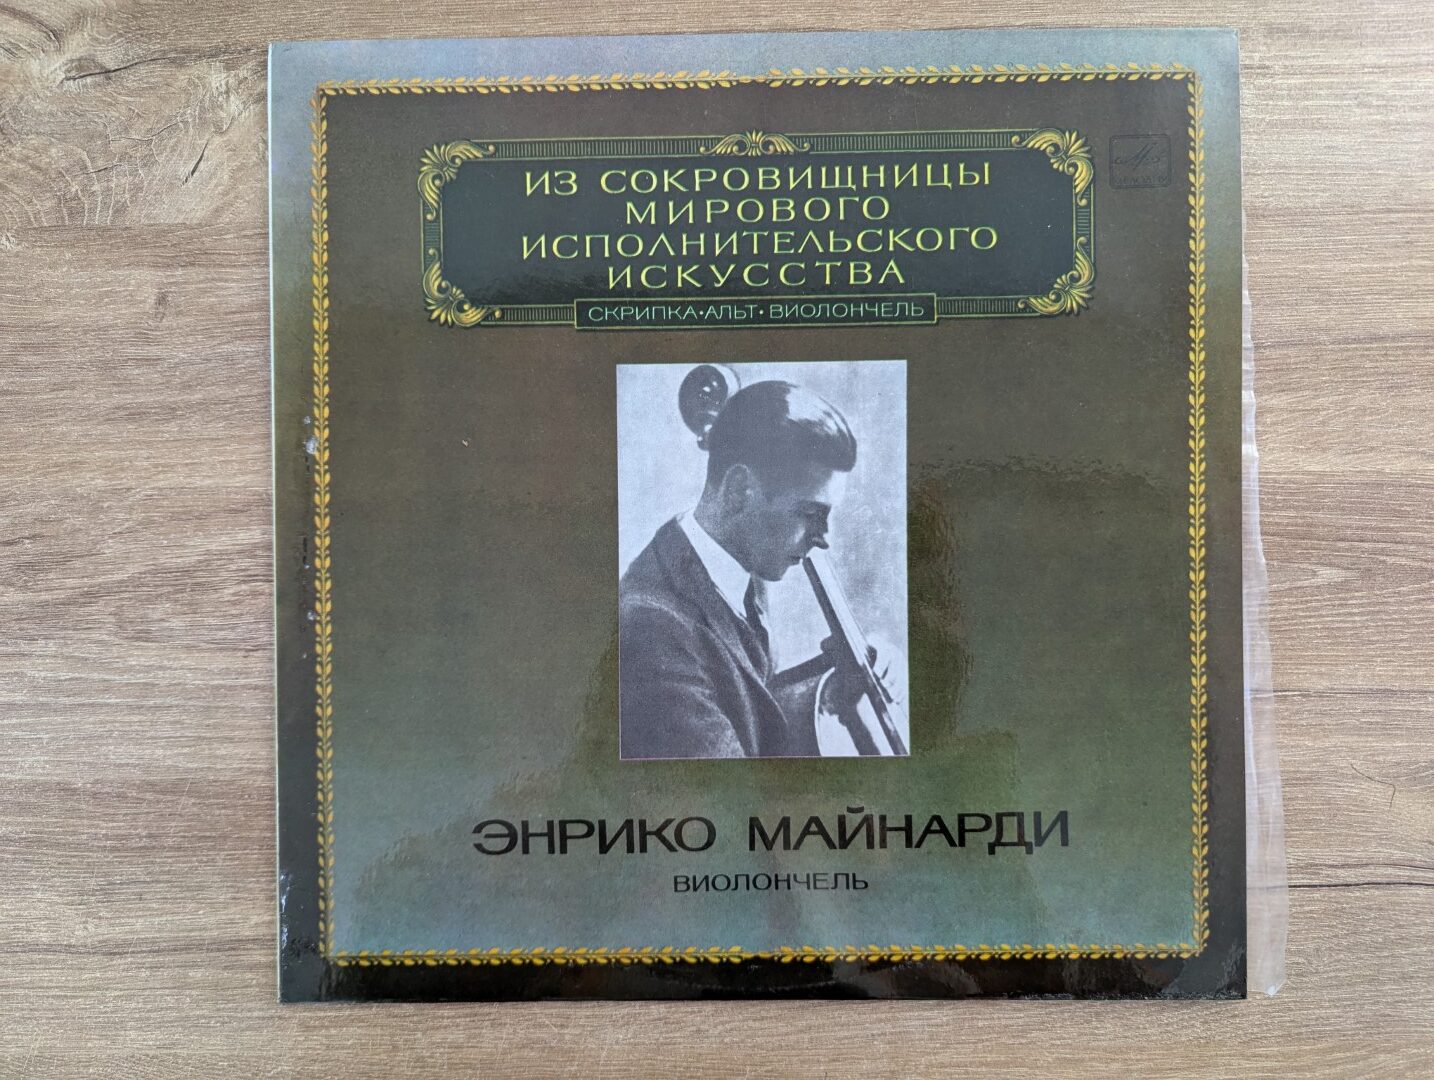 ИЗ СОКРОВИЩНИЦЫ
МИРОВОГО
ИСПОЛНИТЕЛЬСКОГО
ИСКУССТВА
СКРИПКА·АЛЬТ·ВИОЛОНЧЕЛЬ
ЭНРИКО МАЙНАРДИ
ВИОЛОНЧЕЛЬ